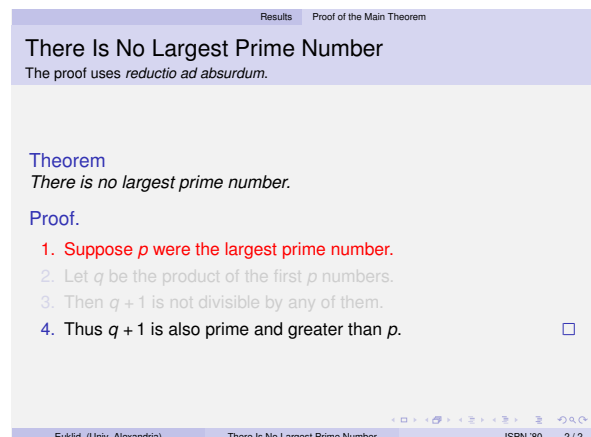 Results Proof of the Main Theorem
There Is No Largest Prime Number
The proof uses reductio ad absurdum.
Theorem
There is no largest prime number.
Proof.
1. Suppose p were the largest prime number.
2. Let q be the product of the first p numbers.
3. Then q + 1 is not divisible by any of them.
4. Thus q + 1 is also prime and greater than p.
Euklid (Univ. Alexandria) There Is No Largest Prime Number ISPN '80 2 / 2